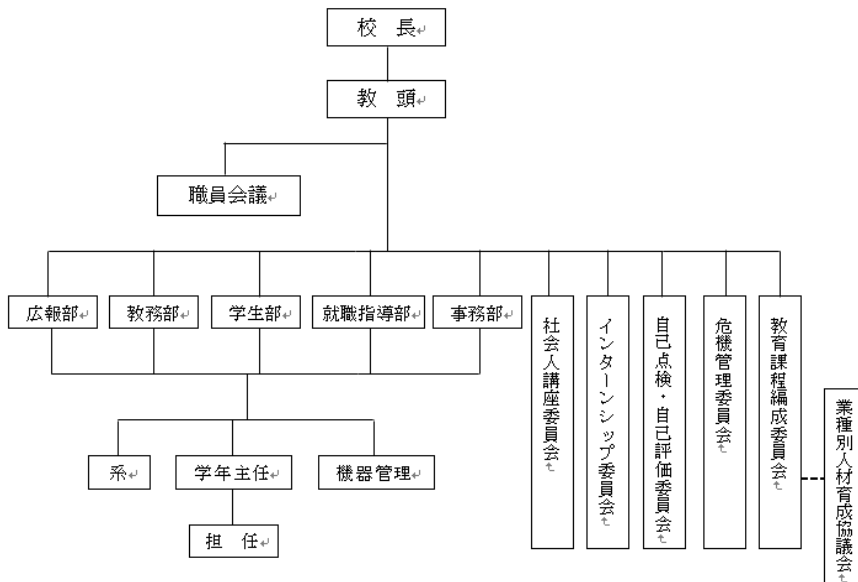 校　長
教　頭
職員会議
広報部
教務部
学生部
就職指導部
事務部
社会人講座委員会
インターンシップ委員会
自己点検・自己評価委員会
危機管理委員会
教育課程編成委員会
業種別人材育成協議会
系
学年主任
機器管理
担　任